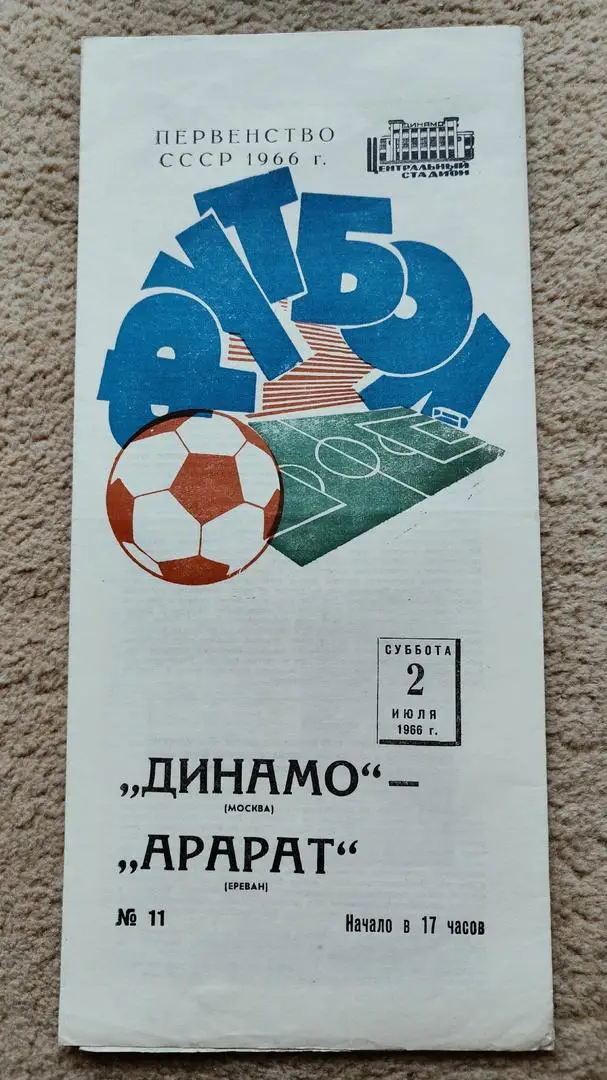 ПЕРВЕНСТВО
СССР 1966 г.
ДИНАМО
ЦЕНТРАЛЬНЫЙ
СТАДИОН
ФУТБОЛ
СУББОТА
2
ИЮЛЯ
1966 г.
„ДИНАМО“ —
(МОСКВА)
„АРАРАТ“
(ЕРЕВАН)
№ 11
Начало в 17 часов